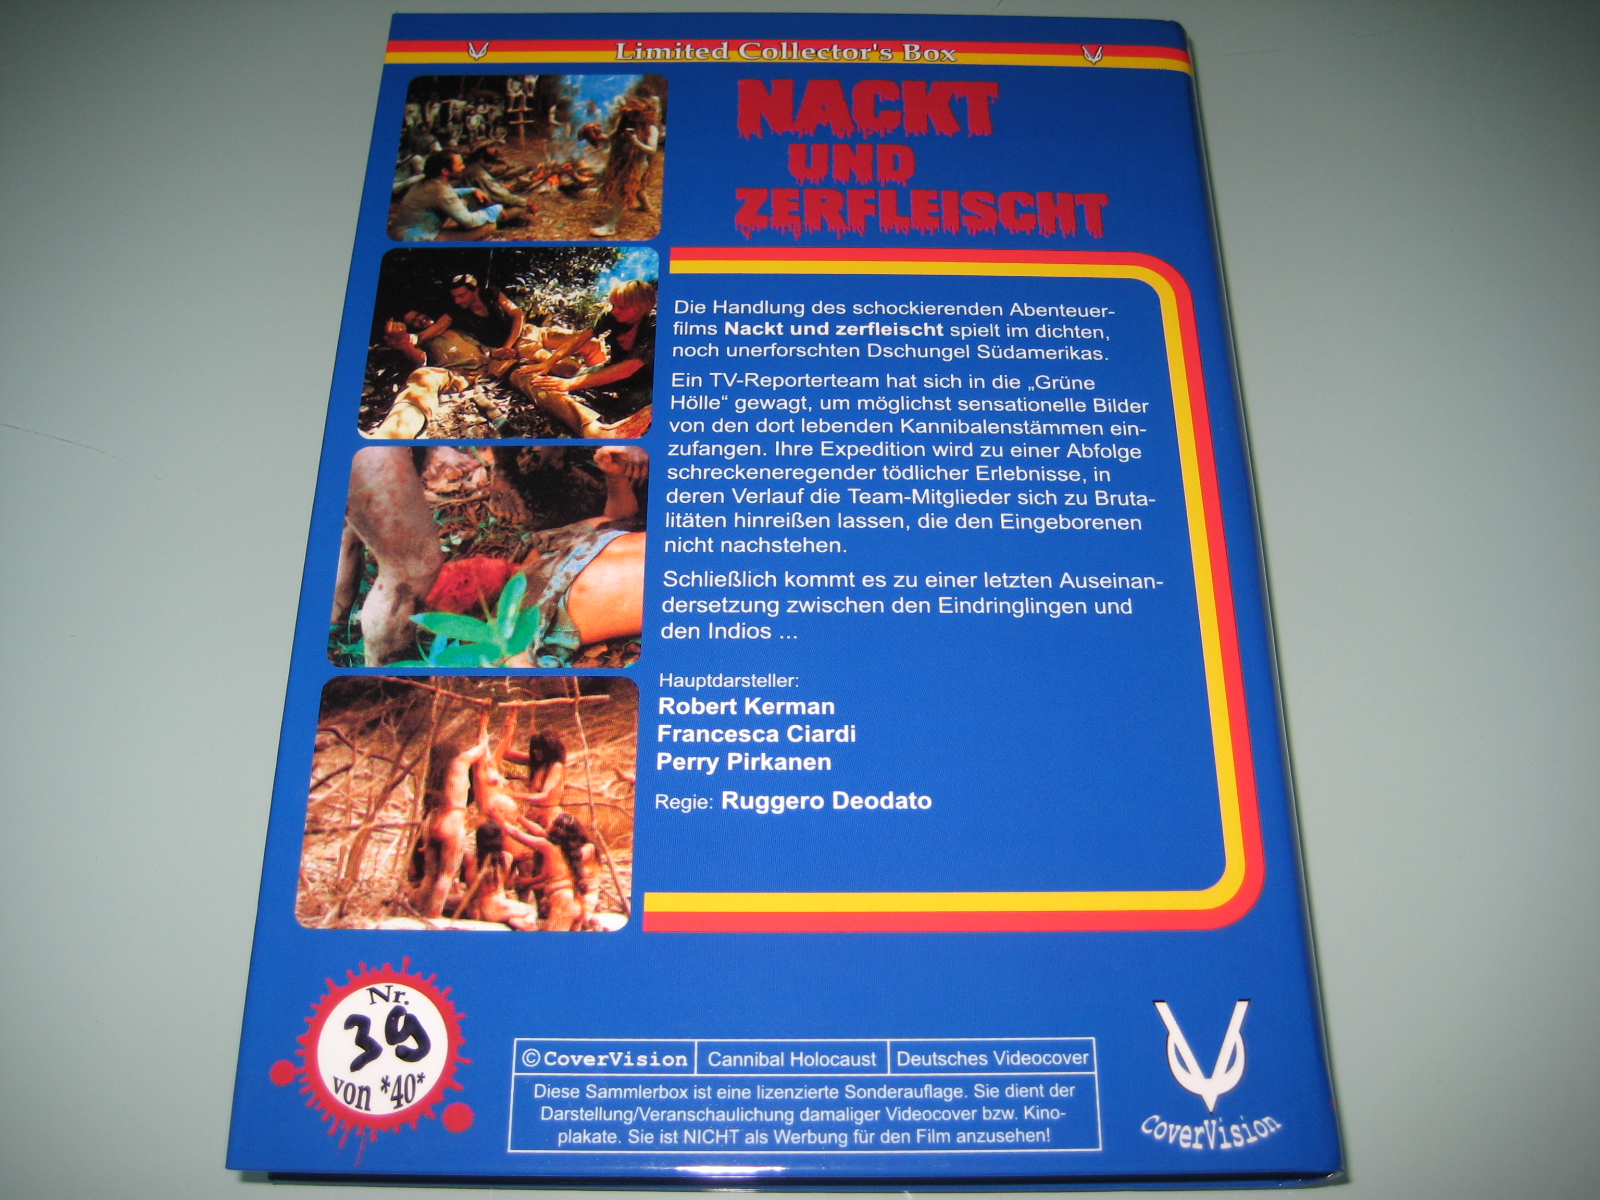 Limited Collector's Box
NACKT
UND
ZERFLEISCHT
Die Handlung des schockierenden Abenteuer-
films Nackt und zerfleischt spielt im dichten,
noch unerforschten Dschungel Südamerikas.
Ein TV-Reporterteam hat sich in die „Grüne
Hölle“ gewagt, um möglichst sensationelle Bilder
von den dort lebenden Kannibalenstämmen ein-
zufangen. Ihre Expedition wird zu einer Abfolge
schreckeneregender tödlicher Erlebnisse, in
deren Verlauf die Team-Mitglieder sich zu Bruta-
litäten hinreißen lassen, die den Eingeborenen
nicht nachstehen.
Schließlich kommt es zu einer letzten Auseinan-
dersetzung zwischen den Eindringlingen und
den Indios ...
Hauptdarsteller:
Robert Kerman
Francesca Ciardi
Perry Pirkanen
Regie: Ruggero Deodato
Nr.
39
von *40*
©CoverVision
Cannibal Holocaust
Deutsches Videocover
Diese Sammlerbox ist eine lizenzierte Sonderauflage. Sie dient der
Darstellung/Veranschaulichung damaliger Videocover bzw. Kino-
plakate. Sie ist NICHT als Werbung für den Film anzusehen!
CoverVision